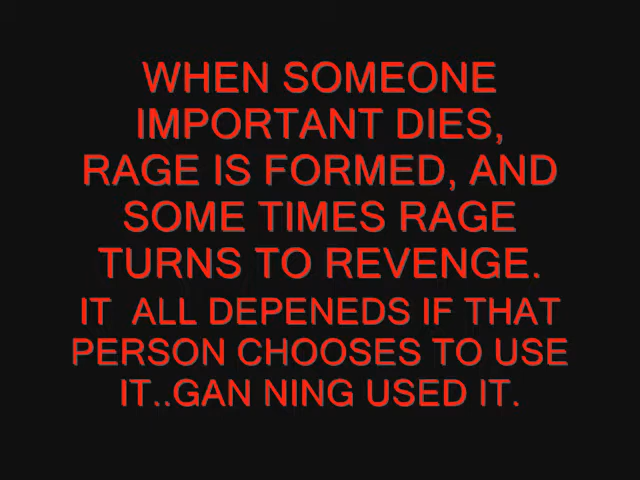 WHEN SOMEONE
IMPORTANT DIES,
RAGE IS FORMED, AND
SOME TIMES RAGE
TURNS TO REVENGE.
IT  ALL DEPENEDS IF THAT
PERSON CHOOSES TO USE
IT..GAN NING USED IT.